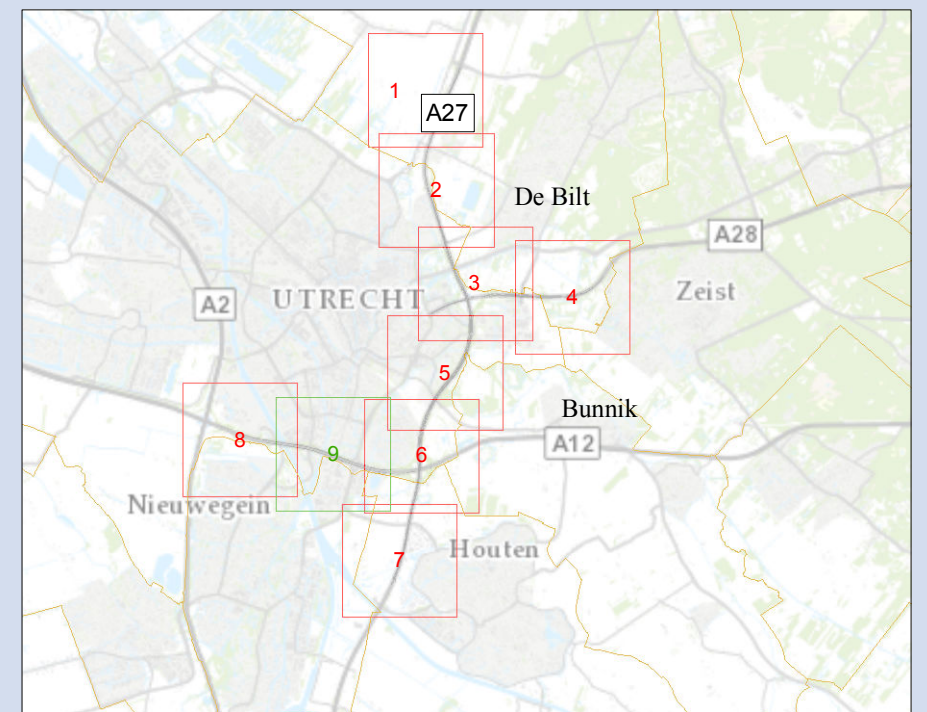 1
A27
2
De Bilt
A28
3
4
Zeist
A2
UTRECHT
5
Bunnik
8
9
6
A12
Nieuwegein
7
Houten